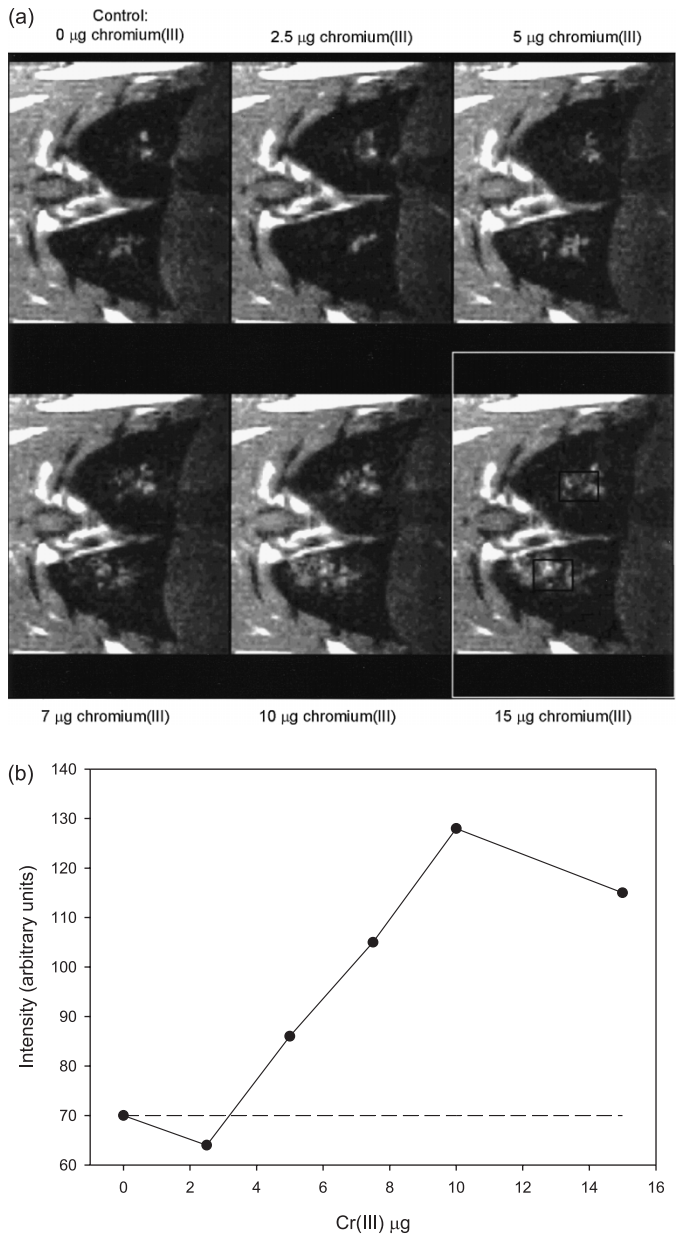 (a)
Control:
0 μg chromium(III)
2.5 μg chromium(III)
5 μg chromium(III)
7 μg chromium(III)
10 μg chromium(III)
15 μg chromium(III)
(b)
140
130
120
110
100
90
80
70
60
Intensity (arbitrary units)
0 2 4 6 8 10 12 14 16
Cr(III) μg